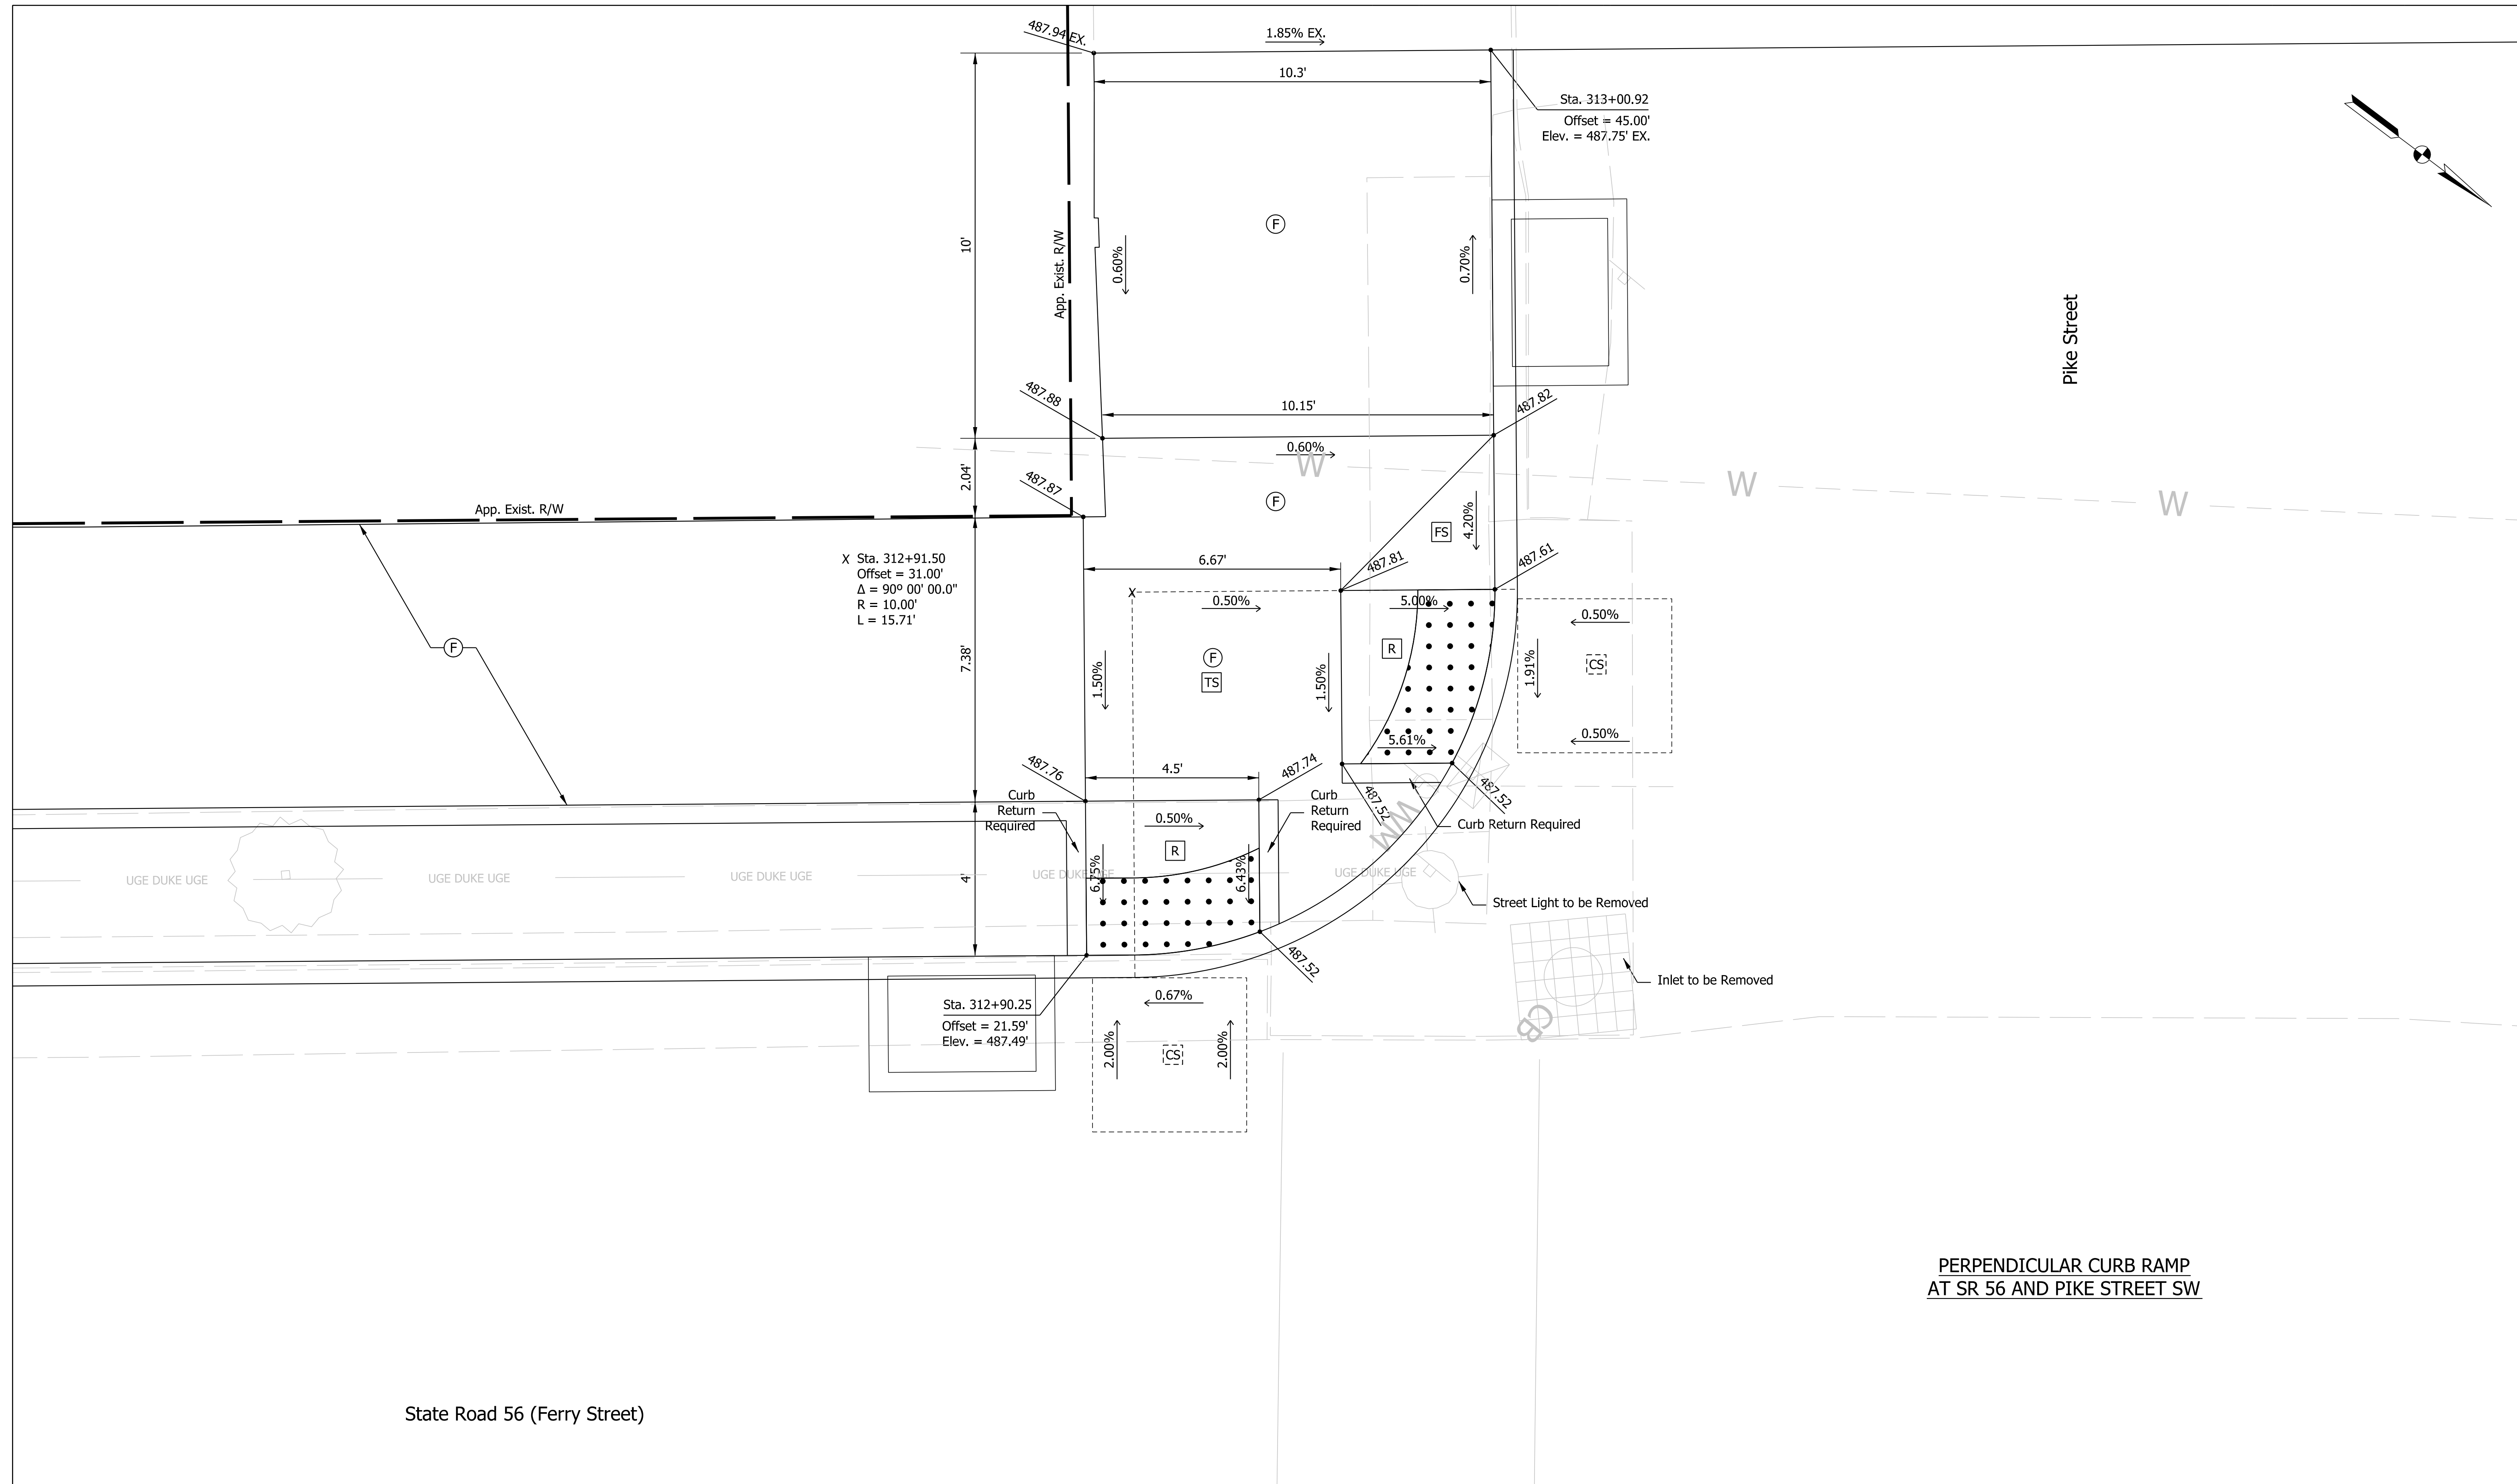 487.94 EX.
1.85% EX.
10.3'
Sta. 313+00.92
Offset = 45.00'
Elev. = 487.75' EX.
F
10'
App. Exist. R/W
0.60%
0.70%
Pike Street
487.88
10.15'
487.82
0.60%
W
W
W
2.04'
487.87
App. Exist. R/W
F
FS
4.20%
X Sta. 312+91.50
Offset = 31.00'
Δ = 90º 00' 00.0"
R = 10.00'
L = 15.71'
6.67'
487.81
487.61
X
0.50%
5.00%
0.50%
F
7.38'
1.50%
F
TS
1.50%
R
1.91%
CS
5.61%
0.50%
487.76
4.5'
487.74
487.52
487.52
Curb
Return
Required
Curb
Return
Required
Curb Return Required
WM
0.50%
R
4'
6.75%
6.43%
UGE DUKE UGE
UGE DUKE UGE
UGE DUKE UGE
UGE DUKE UGE
UGE DUKE UGE
Street Light to be Removed
487.52
Inlet to be Removed
CB
Sta. 312+90.25
Offset = 21.59'
Elev. = 487.49'
0.67%
2.00%
2.00%
CS
PERPENDICULAR CURB RAMP
AT SR 56 AND PIKE STREET SW
State Road 56 (Ferry Street)